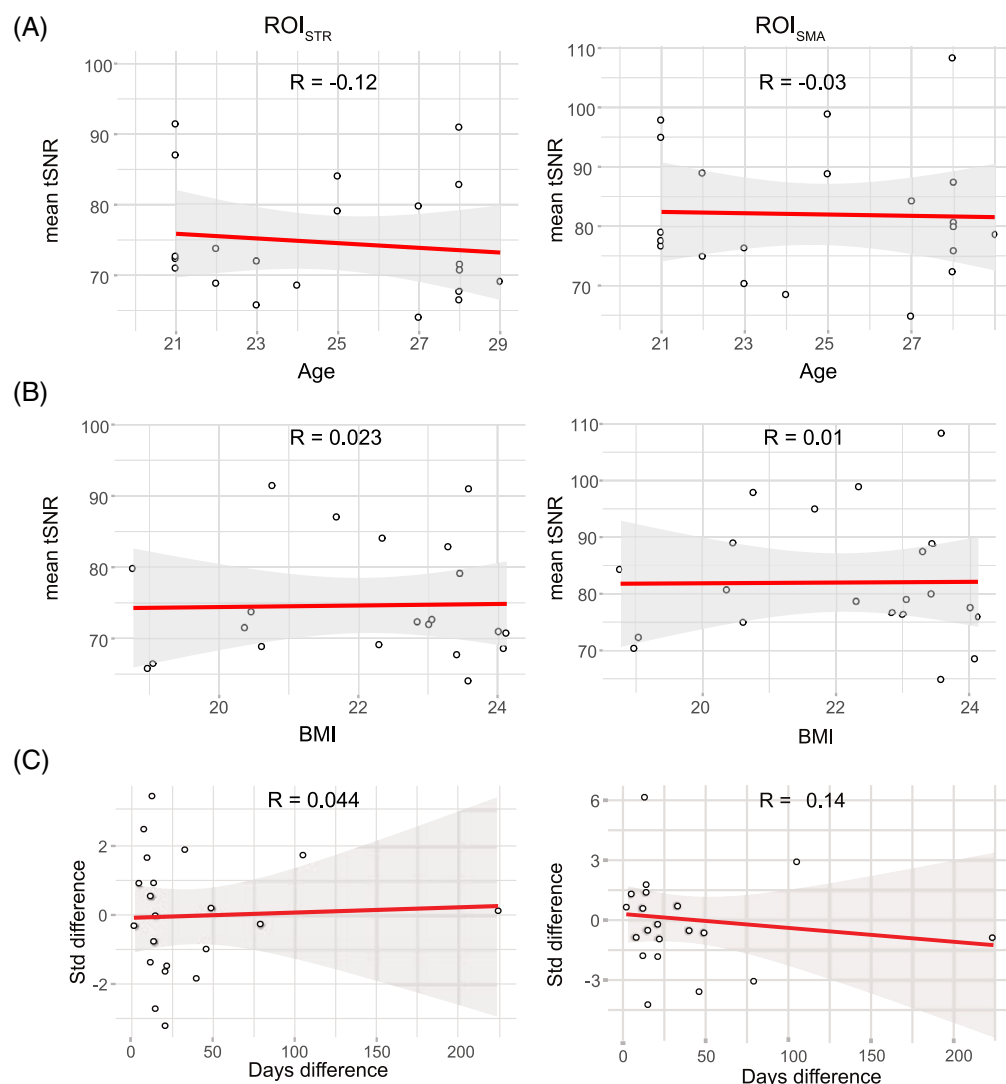 (A)
ROI_STR
ROI_SMA
R = -0.12
R = -0.03
mean tSNR
100
90
80
70
21 23 25 27 29
Age
mean tSNR
110
100
90
80
70
21 23 25 27
Age
(B)
R = 0.023
R = 0.01
mean tSNR
100
90
80
70
20 22 24
BMI
mean tSNR
110
100
90
80
70
20 22 24
BMI
(C)
R = 0.044
R = 0.14
Std difference
2
0
-2
0 50 100 150 200
Days difference
Std difference
6
3
0
-3
0 50 100 150 200
Days difference